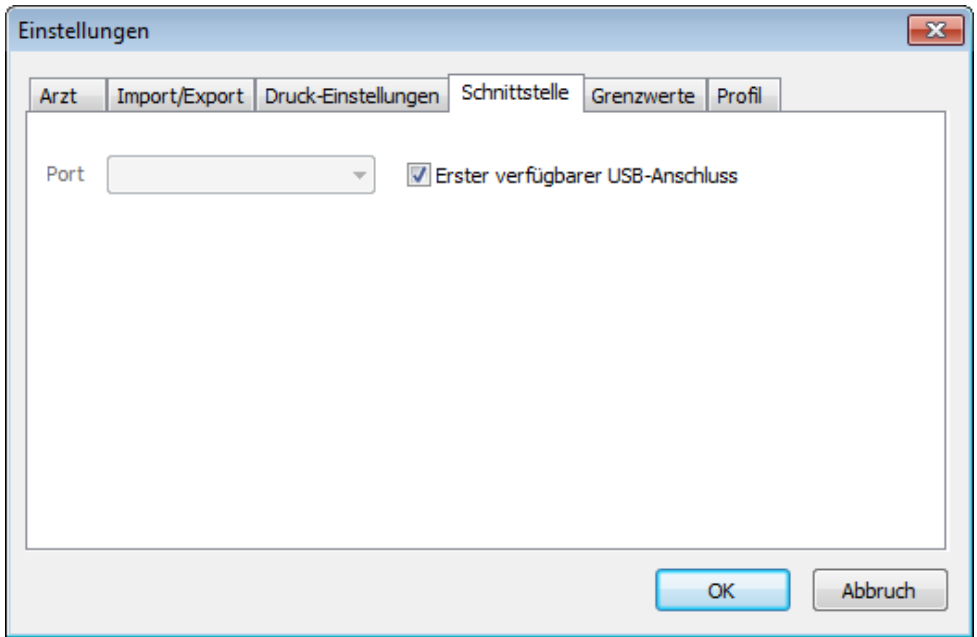 Einstellungen
Arzt Import/Export Druck-Einstellungen Schnittstelle Grenzwerte Profil
Port Erster verfügbarer USB-Anschluss
OK Abbruch